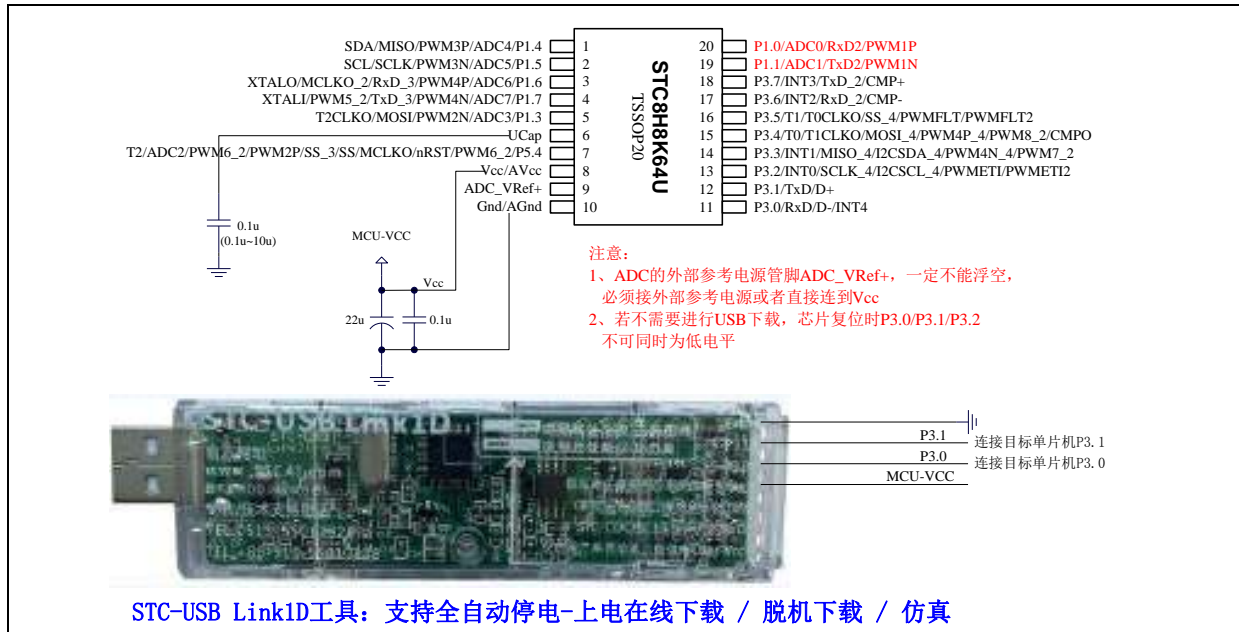 SDA/MISO/PWM3P/ADC4/P1.4 1
SCL/SCLK/PWM3N/ADC5/P1.5 2
XTALO/MCLKO_2/RxD_3/PWM4P/ADC6/P1.6 3
XTALI/PWM5_2/TxD_3/PWM4N/ADC7/P1.7 4
T2CLKO/MOSI/PWM2N/ADC3/P1.3 5
UCap 6
T2/ADC2/PWM6_2/PWM2P/SS_3/SS/MCLKO/nRST/PWM6_2/P5.4 7
Vcc/AVcc 8
ADC_VRef+ 9
Gnd/AGnd 10
STC8H8K64U
TSSOP20
20 P1.0/ADC0/RxD2/PWM1P
19 P1.1/ADC1/TxD2/PWM1N
18 P3.7/INT3/TxD_2/CMP+
17 P3.6/INT2/RxD_2/CMP-
16 P3.5/T1/T0CLKO/SS_4/PWMFLT/PWMFLT2
15 P3.4/T0/T1CLKO/MOSI_4/PWM4P_4/PWM8_2/CMPO
14 P3.3/INT1/MISO_4/I2CSDA_4/PWM4N_4/PWM7_2
13 P3.2/INT0/SCLK_4/I2CSCL_4/PWMETI/PWMETI2
12 P3.1/TxD/D+
11 P3.0/RxD/D-/INT4
0.1u
(0.1u~10u)
MCU-VCC
Vcc
22u
0.1u
注意：
1、ADC的外部参考电源管脚ADC_VRef+，一定不能浮空，
必须接外部参考电源或者直接连到Vcc
2、若不需要进行USB下载，芯片复位时P3.0/P3.1/P3.2
不可同时为低电平
STC-USB Link1D
P3.1 连接目标单片机P3.1
P3.0 连接目标单片机P3.0
MCU-VCC
STC-USB Link1D工具：支持全自动停电-上电在线下载 / 脱机下载 / 仿真